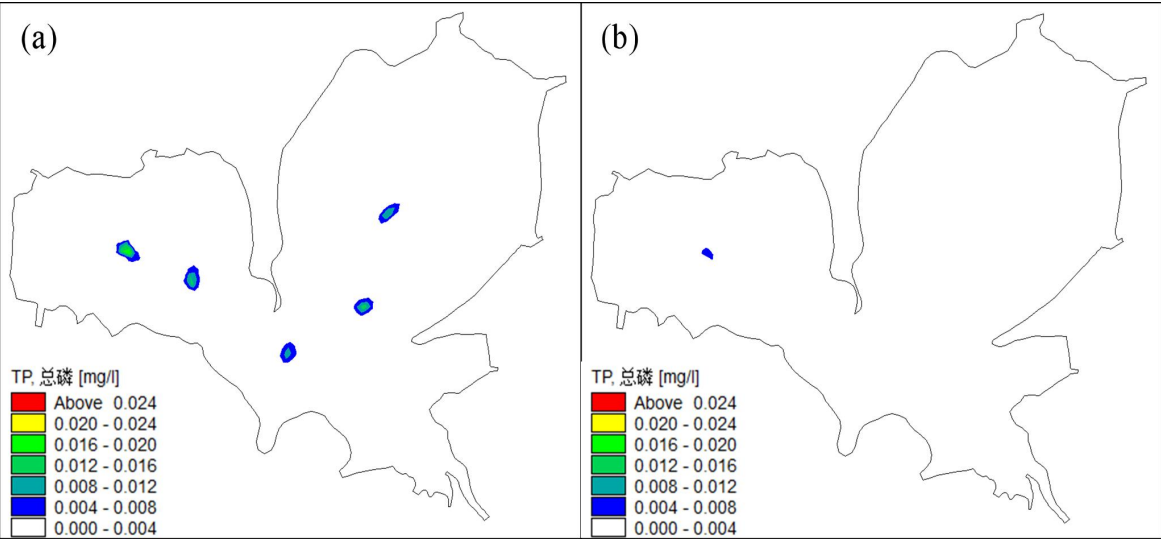 (a)
TP, 总磷 [mg/l]
Above 0.024
0.020 - 0.024
0.016 - 0.020
0.012 - 0.016
0.008 - 0.012
0.004 - 0.008
0.000 - 0.004
(b)
TP, 总磷 [mg/l]
Above 0.024
0.020 - 0.024
0.016 - 0.020
0.012 - 0.016
0.008 - 0.012
0.004 - 0.008
0.000 - 0.004